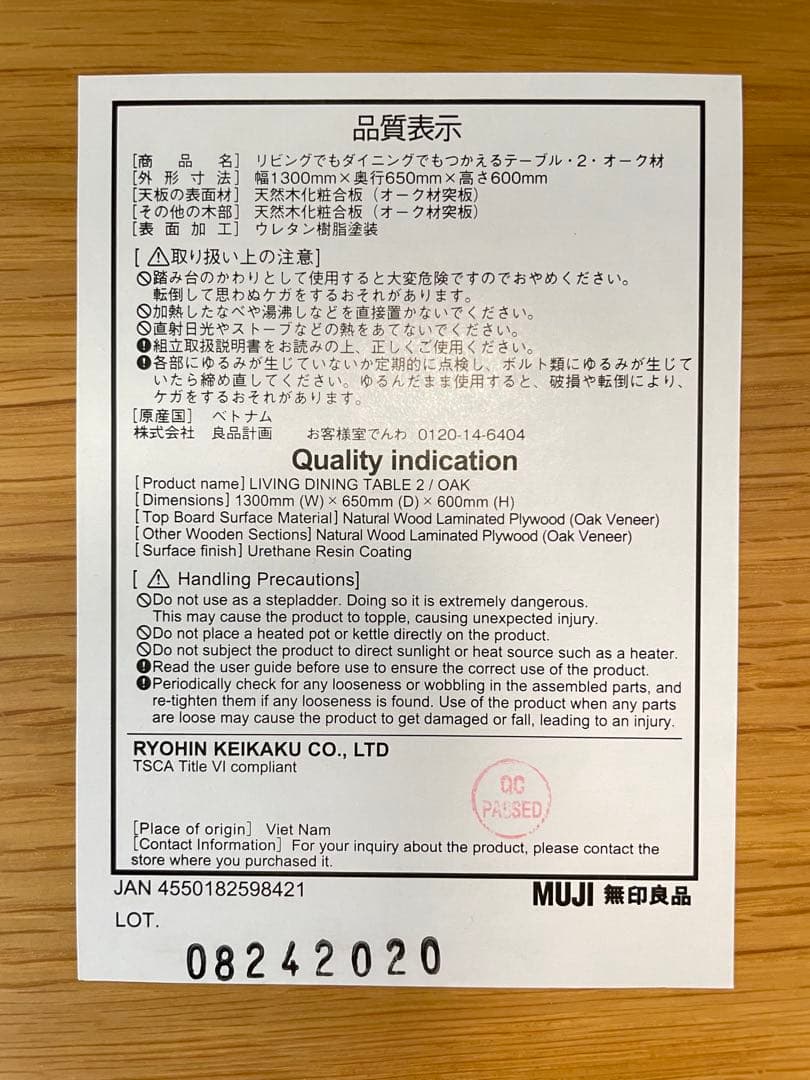 品質表示
[商品名] リビングでもダイニングでもつかえるテーブル・2・オーク材
[外形寸法] 幅1300mm×奥行650mm×高さ600mm
[天板の表面材] 天然木化粧合板（オーク材突板）
[その他の木部] 天然木化粧合板（オーク材突板）
[表面加工] ウレタン樹脂塗装
[⚠取り扱い上の注意]
🚫踏み台のかわりとして使用すると大変危険ですのでおやめください。
転倒して思わぬケガをするおそれがあります。
🚫加熱したなべや湯沸しなどを直接置かないでください。
🚫直射日光やストーブなどの熱をあてないでください。
❗組立取扱説明書をお読みの上、正しくご使用ください。
❗各部にゆるみが生じていないか定期的に点検し、ボルト類にゆるみが生じて
いたら締め直してください。ゆるんだまま使用すると、破損や転倒により、
ケガをするおそれがあります。
[原産国] ベトナム
株式会社 良品計画 お客様室でんわ 0120-14-6404
Quality indication
[Product name] LIVING DINING TABLE 2 / OAK
[Dimensions] 1300mm (W) × 650mm (D) × 600mm (H)
[Top Board Surface Material] Natural Wood Laminated Plywood (Oak Veneer)
[Other Wooden Sections] Natural Wood Laminated Plywood (Oak Veneer)
[Surface finish] Urethane Resin Coating
[⚠ Handling Precautions]
🚫Do not use as a stepladder. Doing so it is extremely dangerous.
This may cause the product to topple, causing unexpected injury.
🚫Do not place a heated pot or kettle directly on the product.
🚫Do not subject the product to direct sunlight or heat source such as a heater.
❗Read the user guide before use to ensure the correct use of the product.
❗Periodically check for any looseness or wobbling in the assembled parts, and
re-tighten them if any looseness is found. Use of the product when any parts
are loose may cause the product to get damaged or fall, leading to an injury.
RYOHIN KEIKAKU CO., LTD
TSCA Title VI compliant
QC
PASSED
[Place of origin] Viet Nam
[Contact Information] For your inquiry about the product, please contact the
store where you purchased it.
JAN 4550182598421
MUJI 無印良品
LOT.
08242020